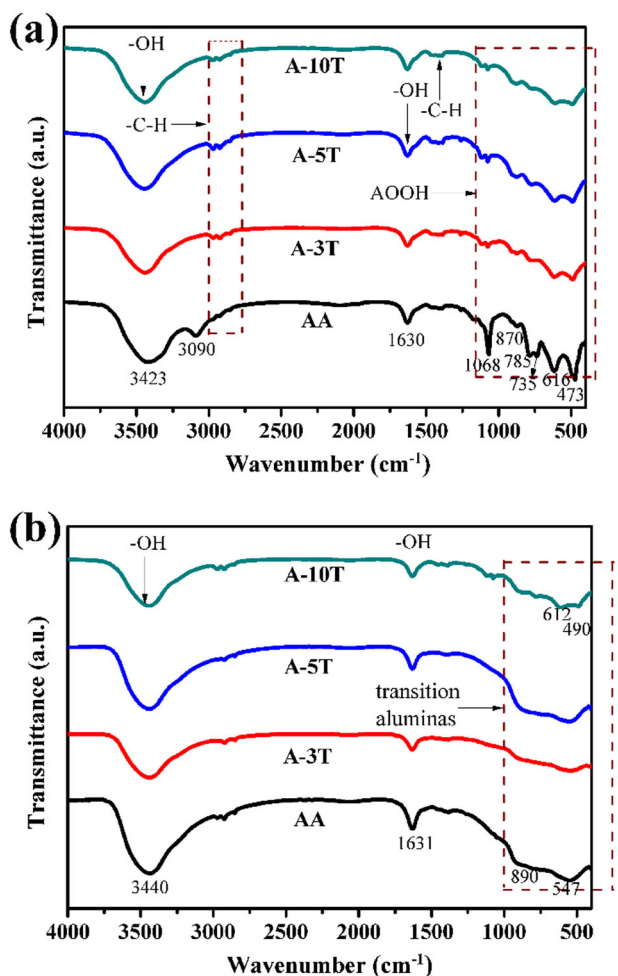 (a)
-OH
A-10T
-OH
-C-H
-C-H
A-5T
AOOH
A-3T
AA
3090
3423
1630
1068
870
7857
735
616
473
Transmittance (a.u.)
4000 3500 3000 2500 2000 1500 1000 500
Wavenumber (cm-1)
(b)
-OH
-OH
A-10T
612
490
A-5T
transition
aluminas
A-3T
AA
3440
1631
890
547
Transmittance (a.u.)
4000 3500 3000 2500 2000 1500 1000 500
Wavenumber (cm-1)